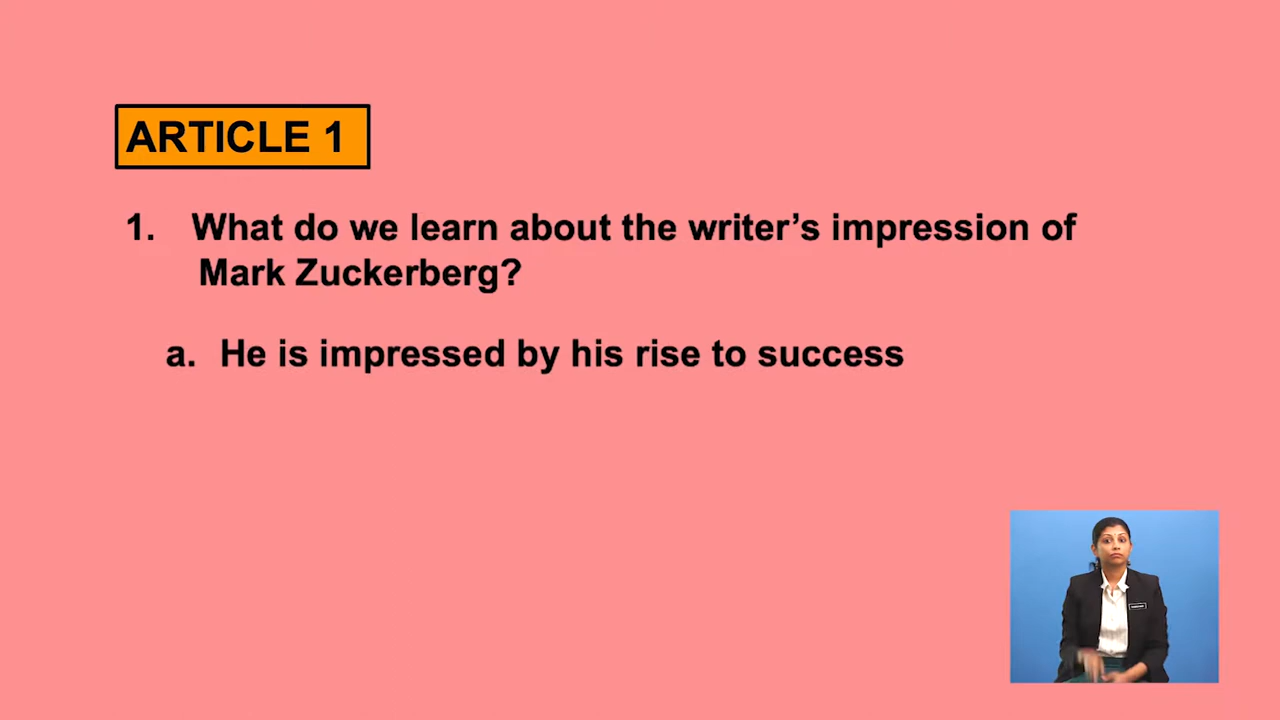 ARTICLE 1
1. What do we learn about the writer’s impression of
Mark Zuckerberg?
a. He is impressed by his rise to success